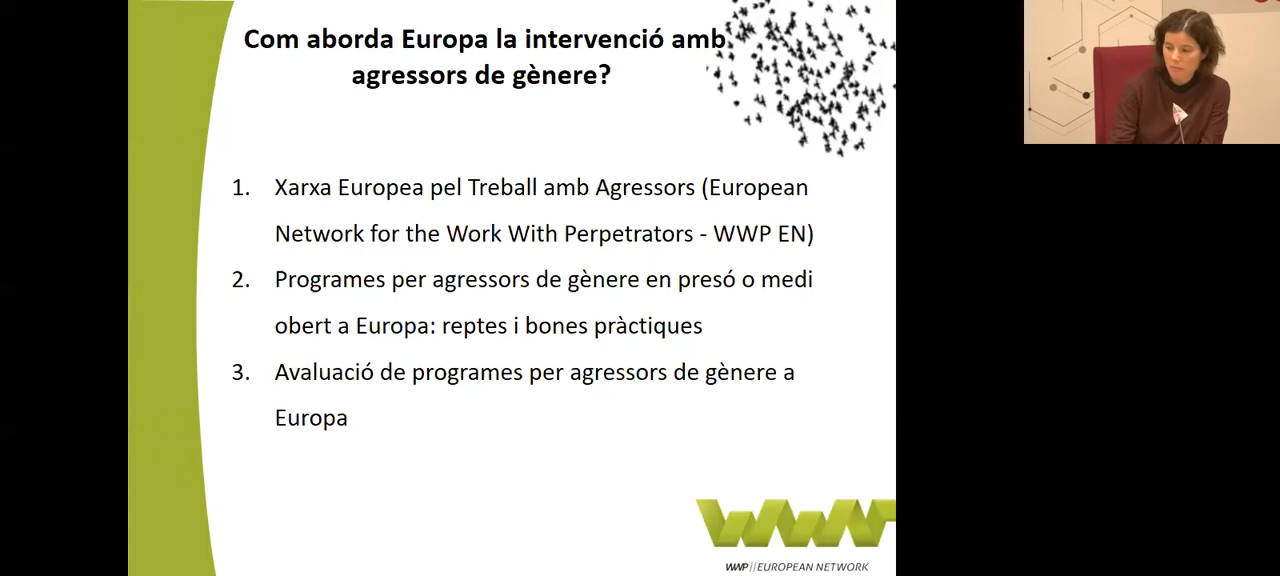 Com aborda Europa la intervenció amb
agressors de gènere?
1. Xarxa Europea pel Treball amb Agressors (European
Network for the Work With Perpetrators - WWP EN)
2. Programes per agressors de gènere en presó o medi
obert a Europa: reptes i bones pràctiques
3. Avaluació de programes per agressors de gènere a
Europa
WWP
WWP||EUROPEAN NETWORK